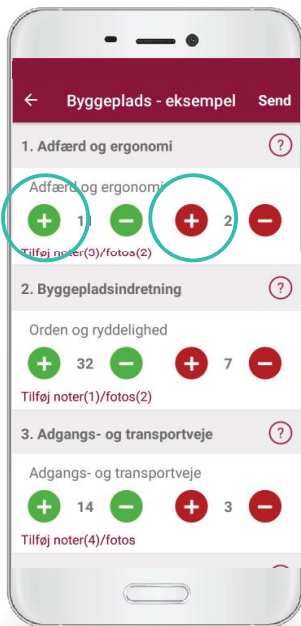 ← Byggeplads - eksempel Send
1. Adfærd og ergonomi ?
Adfærd og ergonomi
+ 11 − + 2 −
Tilføj noter(3)/fotos(2)
2. Byggepladsindretning ?
Orden og ryddelighed
+ 32 − + 7 −
Tilføj noter(1)/fotos(2)
3. Adgangs- og transportveje ?
Adgangs- og transportveje
+ 14 − + 3 −
Tilføj noter(4)/fotos